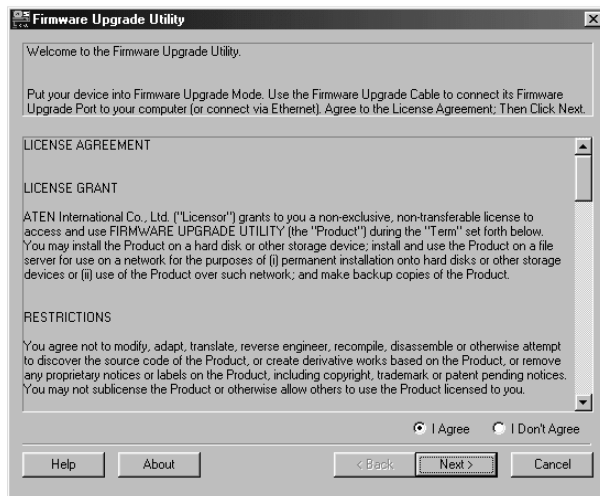 Firmware Upgrade Utility
Welcome to the Firmware Upgrade Utility.
Put your device into Firmware Upgrade Mode. Use the Firmware Upgrade Cable to connect its Firmware
Upgrade Port to your computer (or connect via Ethernet). Agree to the License Agreement; Then Click Next.
LICENSE AGREEMENT
LICENSE GRANT
ATEN International Co., Ltd. ("Licensor") grants to you a non-exclusive, non-transferable license to
access and use FIRMWARE UPGRADE UTILITY (the "Product") during the "Term" set forth below.
You may install the Product on a hard disk or other storage device; install and use the Product on a file
server for use on a network for the purposes of (i) permanent installation onto hard disks or other storage
devices or (ii) use of the Product over such network; and make backup copies of the Product.
RESTRICTIONS
You agree not to modify, adapt, translate, reverse engineer, recompile, disassemble or otherwise attempt
to discover the source code of the Product, or create derivative works based on the Product, or remove
any proprietary notices or labels on the Product, including copyright, trademark or patent pending notices.
You may not sublicense the Product or otherwise allow others to use the Product licensed to you.
I Agree
I Don't Agree
Help
About
< Back
Next >
Cancel